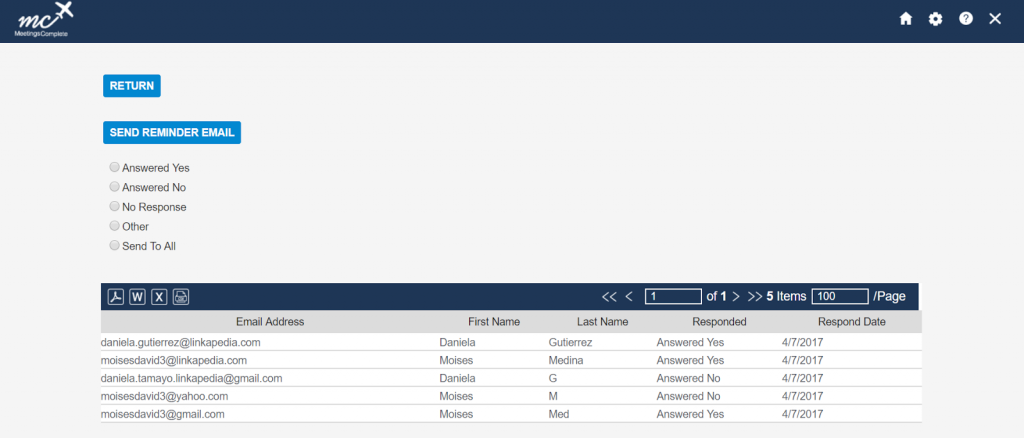 mc
MeetingsComplete
RETURN
SEND REMINDER EMAIL
Answered Yes
Answered No
No Response
Other
Send To All
W X << < 1 of 1 > >> 5 Items 100 /Page
Email Address First Name Last Name Responded Respond Date
daniela.gutierrez@linkapedia.com Daniela Gutierrez Answered Yes 4/7/2017
moisesdavid3@linkapedia.com Moises Medina Answered Yes 4/7/2017
daniela.tamayo.linkapedia@gmail.com Daniela G Answered No 4/7/2017
moisesdavid3@yahoo.com Moises M Answered No 4/7/2017
moisesdavid3@gmail.com Moises Med Answered Yes 4/7/2017